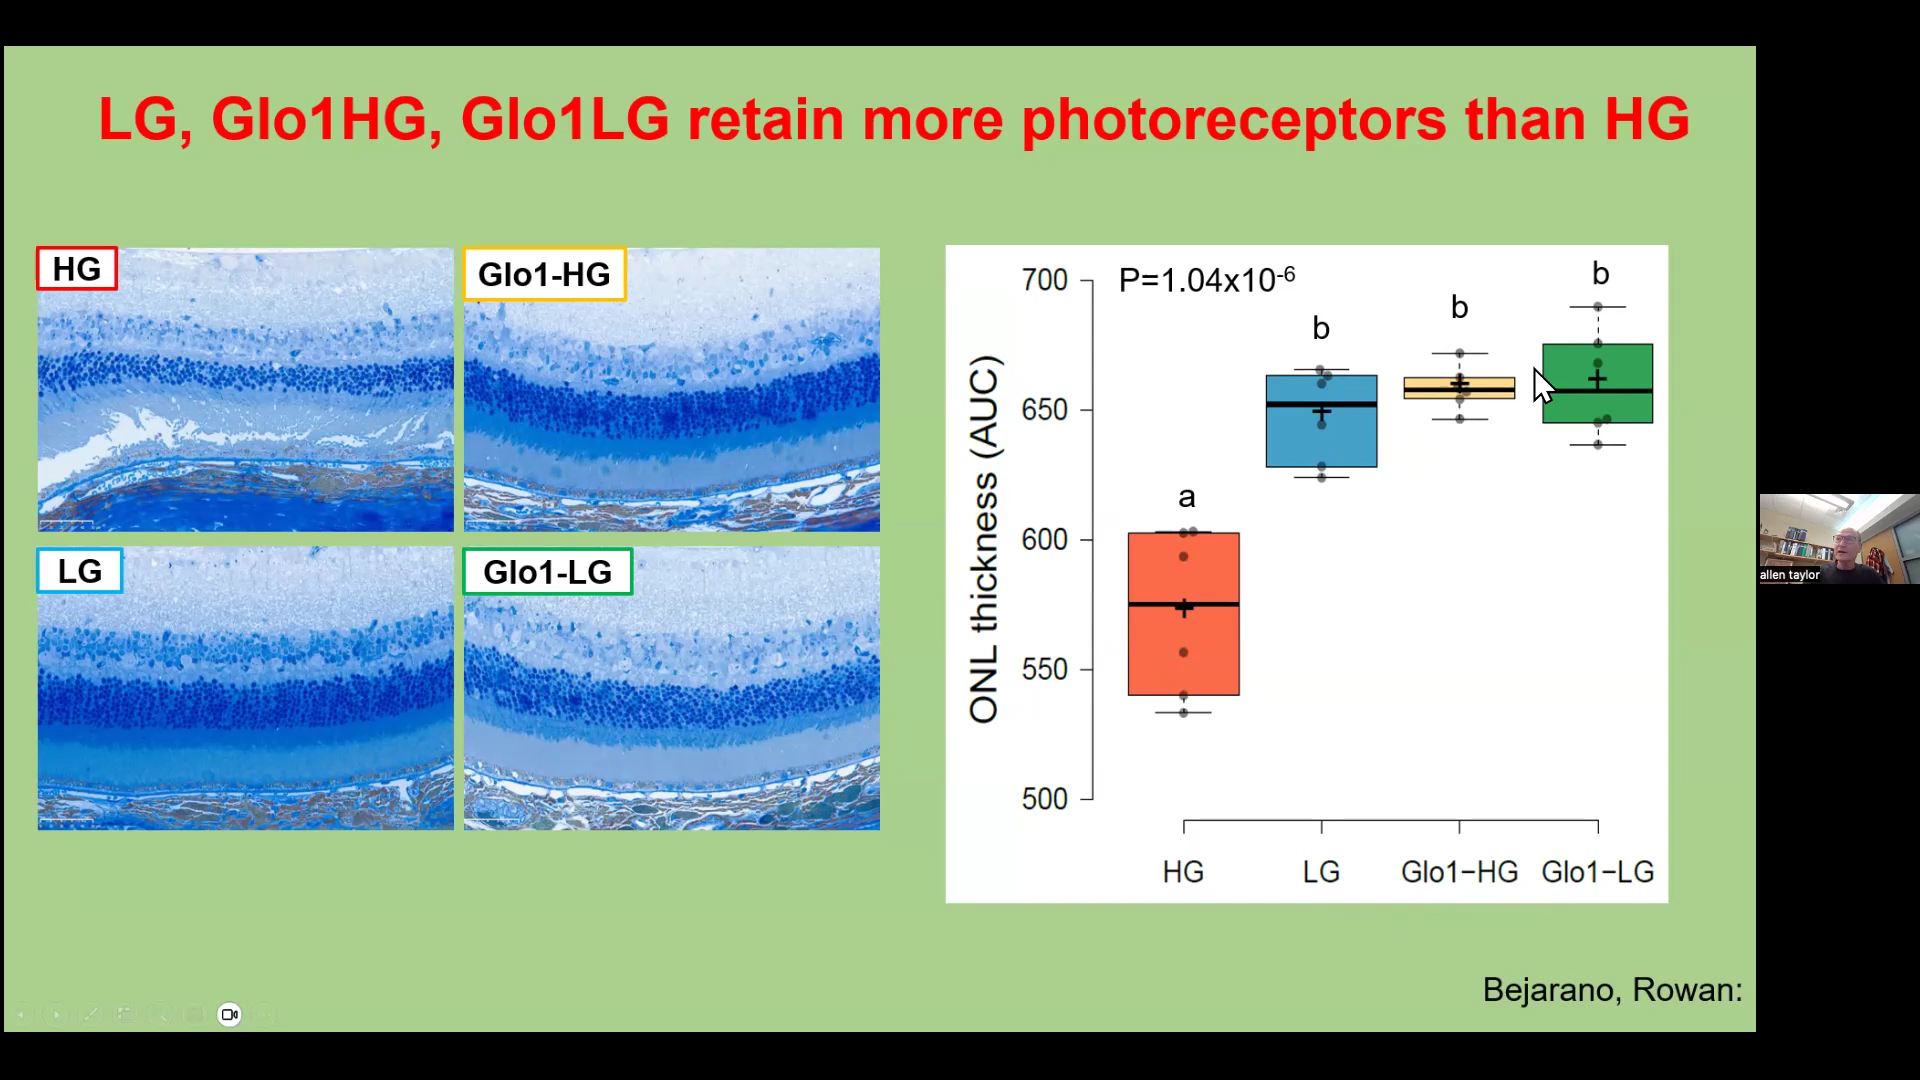 LG, Glo1HG, Glo1LG retain more photoreceptors than HG
HG
Glo1-HG
LG
Glo1-LG
P=1.04x10-6
700
650
600
550
500
ONL thickness (AUC)
a
b
b
b
HG
LG
Glo1−HG
Glo1−LG
Bejarano, Rowan:
allen taylor